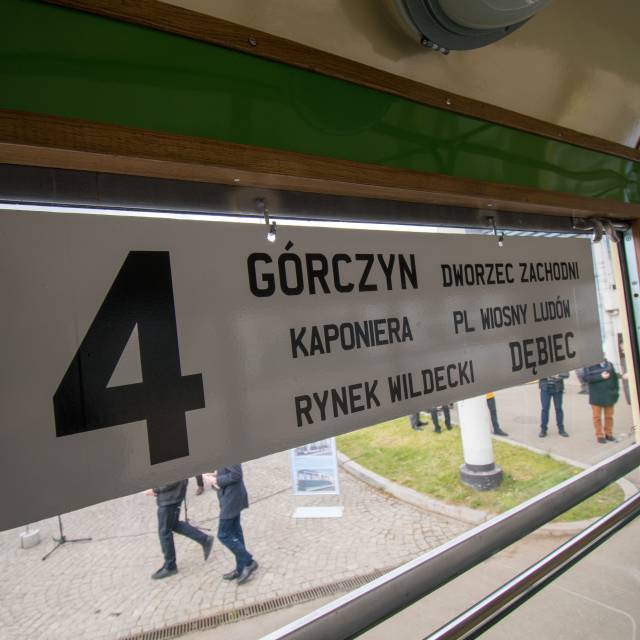 4
GÓRCZYN DWORZEC ZACHODNI
KAPONIERA PL WIOSNY LUDÓW
RYNEK WILDECKI DĘBIEC